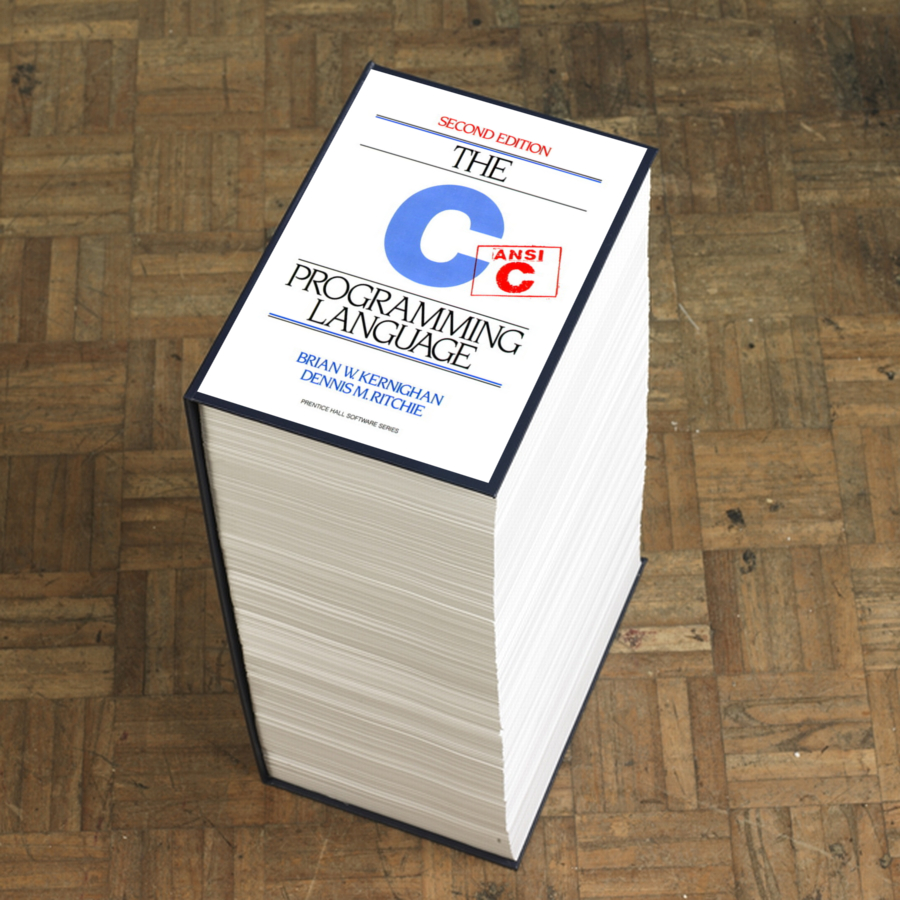 SECOND EDITION
THE
C
ANSI
C
PROGRAMMING
LANGUAGE
BRIAN W. KERNIGHAN
DENNIS M. RITCHIE
PRENTICE HALL SOFTWARE SERIES